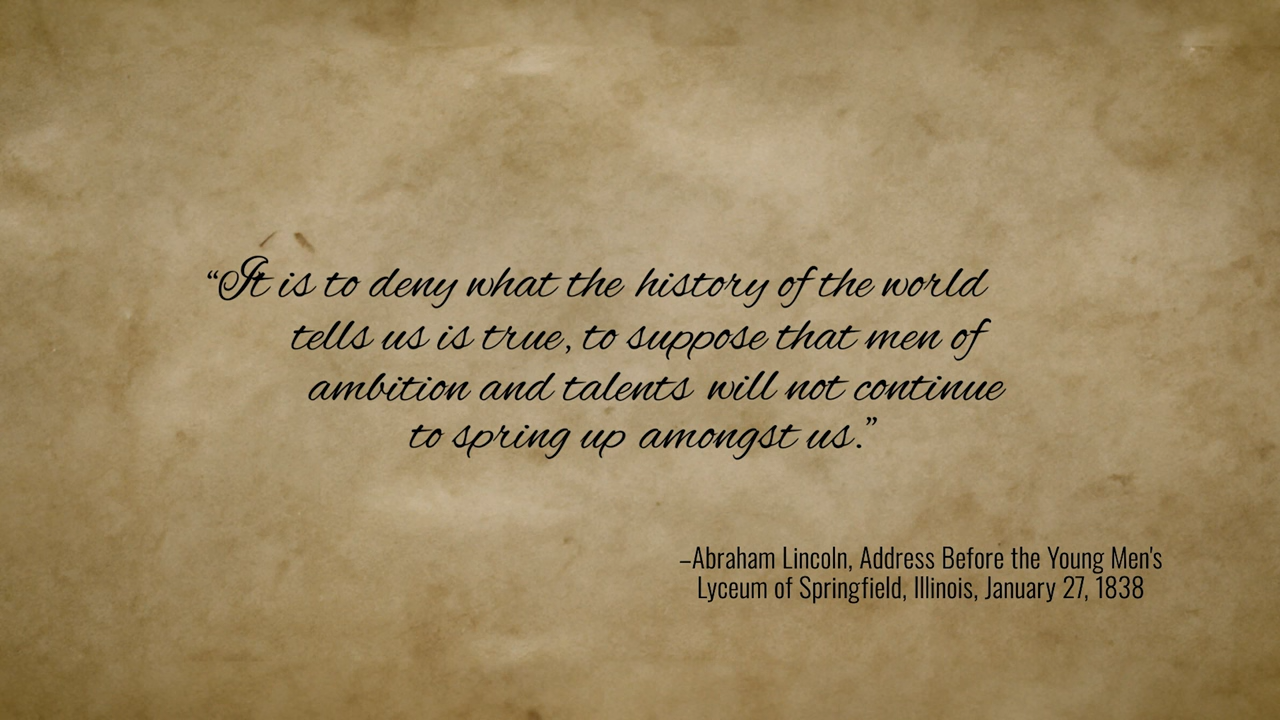 “It is to deny what the history of the world
tells us is true, to suppose that men of
ambition and talents will not continue
to spring up amongst us.”
–Abraham Lincoln, Address Before the Young Men's
Lyceum of Springfield, Illinois, January 27, 1838